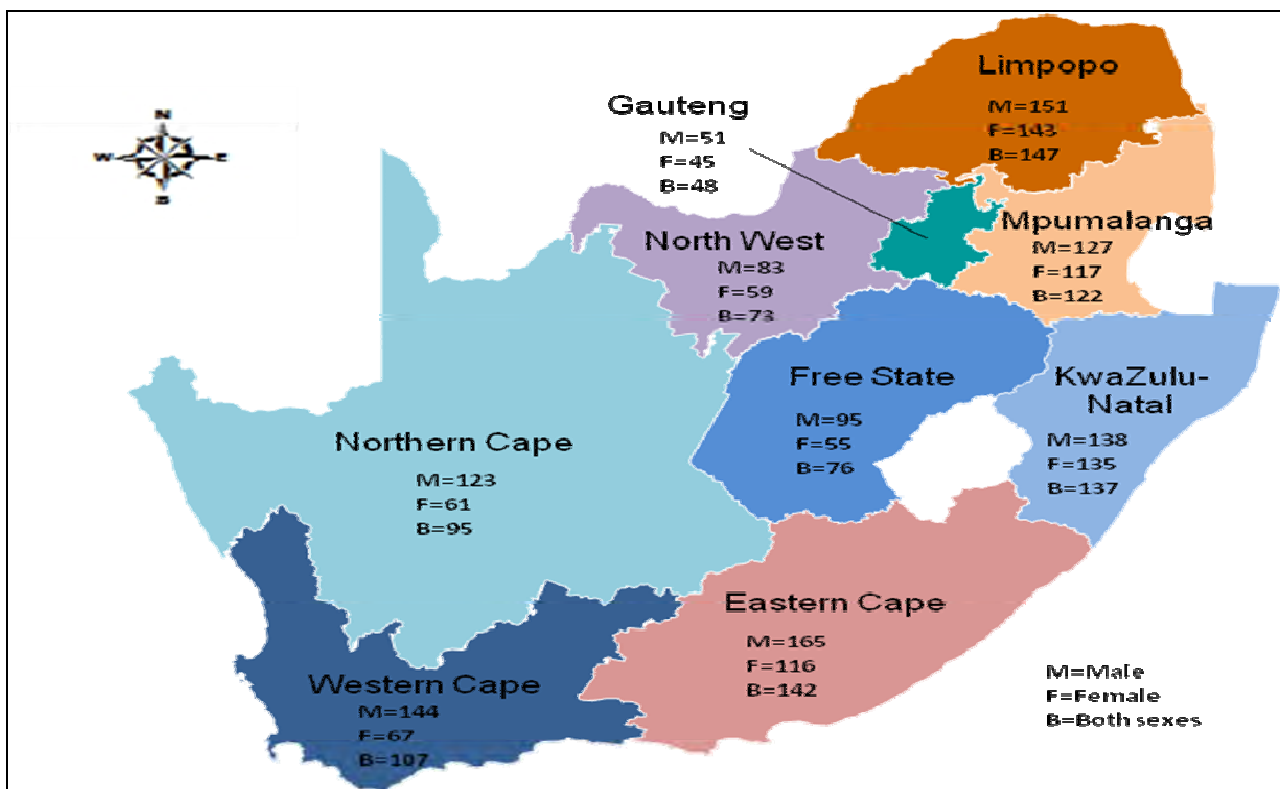 Limpopo
M=151
F=143
B=147
Gauteng
M=51
F=45
B=48
N
W
E
S
Mpumalanga
M=127
F=117
B=122
North West
M=83
F=59
B=73
Free State
M=95
F=55
B=76
KwaZulu-
Natal
M=138
F=135
B=137
Northern Cape
M=123
F=61
B=95
Eastern Cape
M=165
F=116
B=142
Western Cape
M=144
F=67
B=107
M=Male
F=Female
B=Both sexes